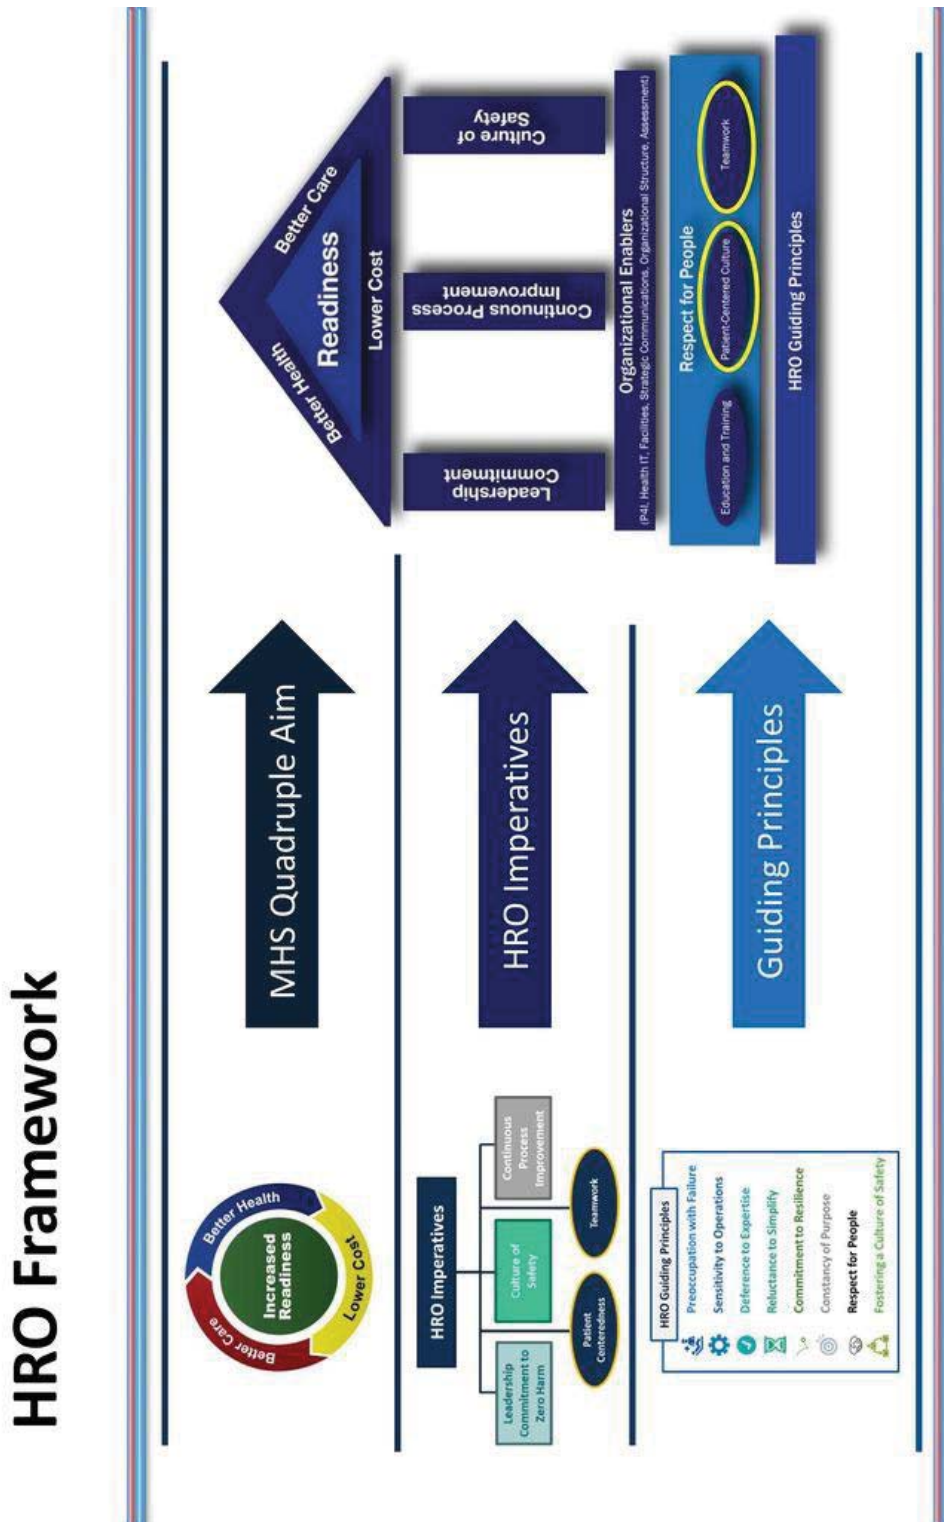 HRO Framework
Better Care
Better Health
Lower Cost
Increased
Readiness
MHS Quadruple Aim
Better Health
Better Care
Readiness
Lower Cost
HRO Imperatives
Leadership
Commitment to
Zero Harm
Culture of
Safety
Continuous
Process
Improvement
Patient
Centeredness
Teamwork
HRO Imperatives
Leadership
Commitment
Continuous Process
Improvement
Culture of
Safety
Organizational Enablers
(P4I, Health IT, Facilities, Strategic Communications, Organizational Structure, Assessment)
HRO Guiding Principles
Preoccupation with Failure
Sensitivity to Operations
Deference to Expertise
Reluctance to Simplify
Commitment to Resilience
Constancy of Purpose
Respect for People
Fostering a Culture of Safety
Guiding Principles
Respect for People
Education and Training
Patient-Centered Culture
Teamwork
HRO Guiding Principles